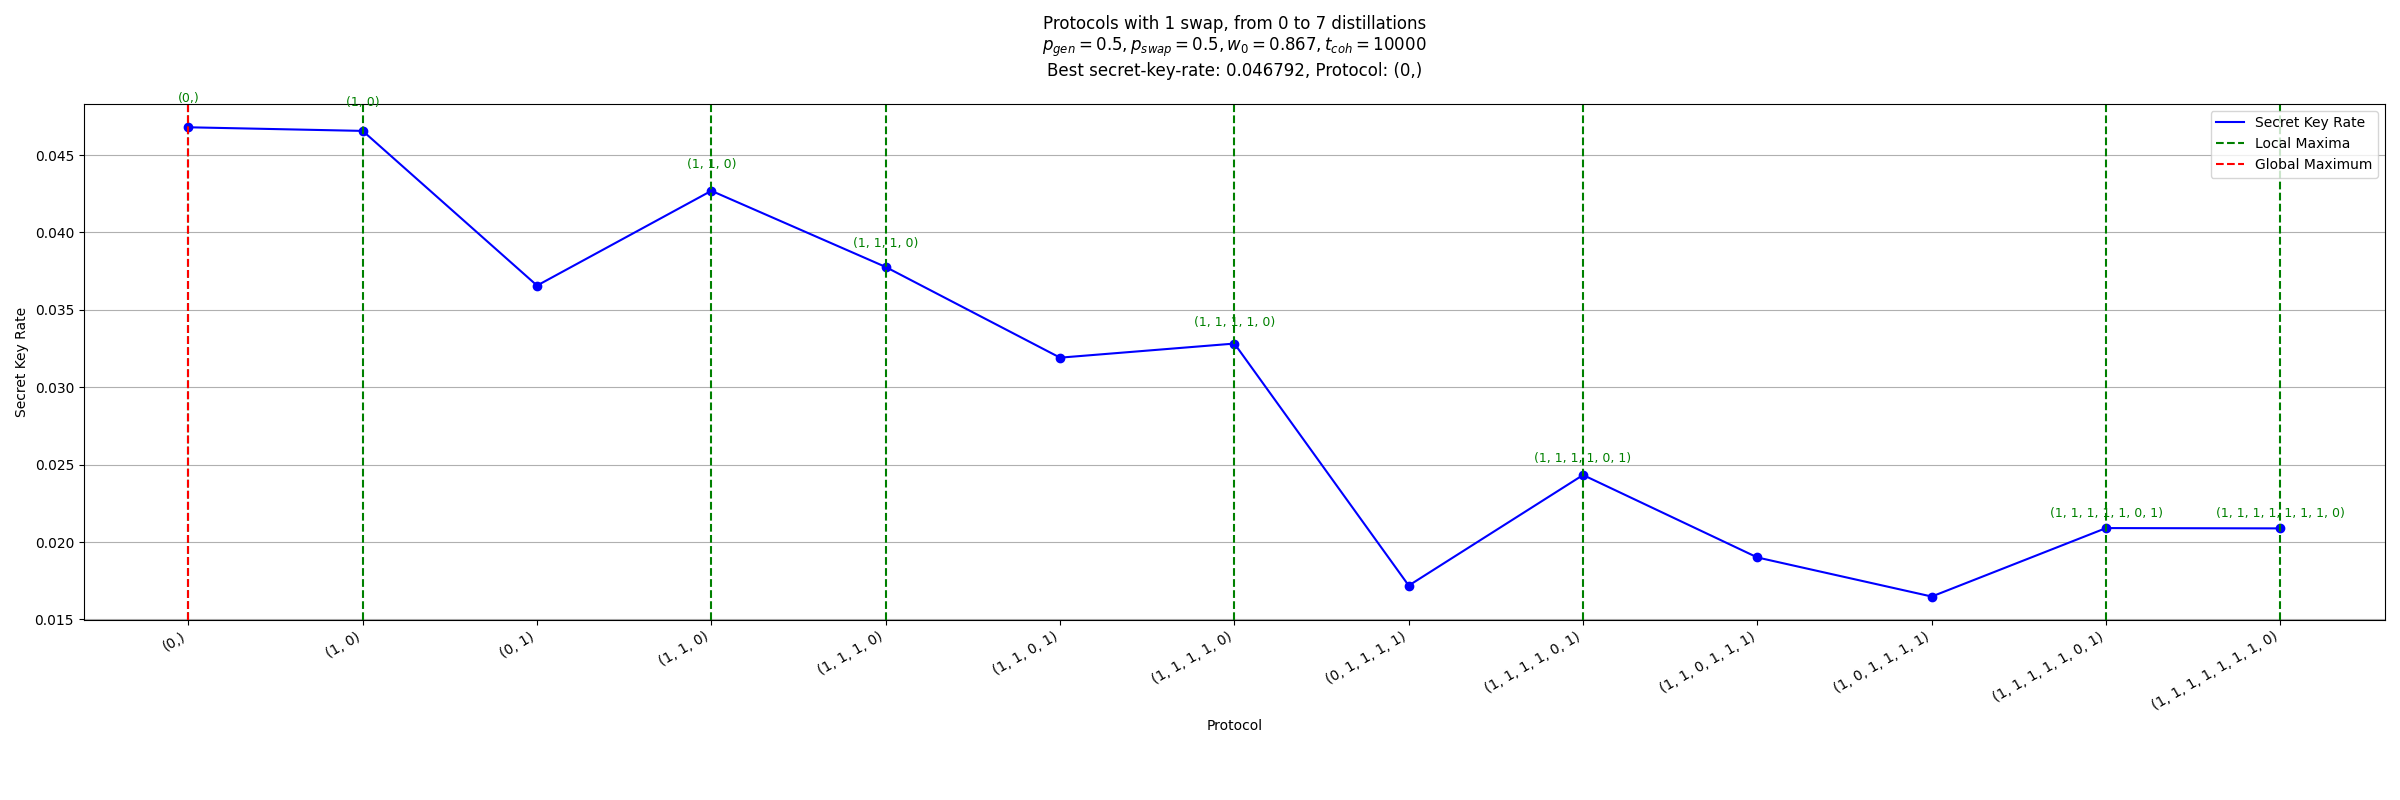 Protocols with 1 swap, from 0 to 7 distillations
p_gen = 0.5, p_swap = 0.5, w_0 = 0.867, t_coh = 10000
Best secret-key-rate: 0.046792, Protocol: (0,)
(0,)
(1, 0)
(1, 1, 0)
(1, 1, 1, 0)
(1, 1, 1, 1, 0)
(1, 1, 1, 1, 0, 1)
(1, 1, 1, 1, 1, 0, 1)
(1, 1, 1, 1, 1, 1, 1, 0)
Secret Key Rate
Local Maxima
Global Maximum
Secret Key Rate
0.045
0.040
0.035
0.030
0.025
0.020
0.015
(0,)
(1, 0)
(0, 1)
(1, 1, 0)
(1, 1, 1, 0)
(1, 1, 0, 1)
(1, 1, 1, 1, 0)
(0, 1, 1, 1, 1)
(1, 1, 1, 1, 0, 1)
(1, 1, 0, 1, 1, 1)
(1, 0, 1, 1, 1, 1)
(1, 1, 1, 1, 1, 0, 1)
(1, 1, 1, 1, 1, 1, 1, 0)
Protocol